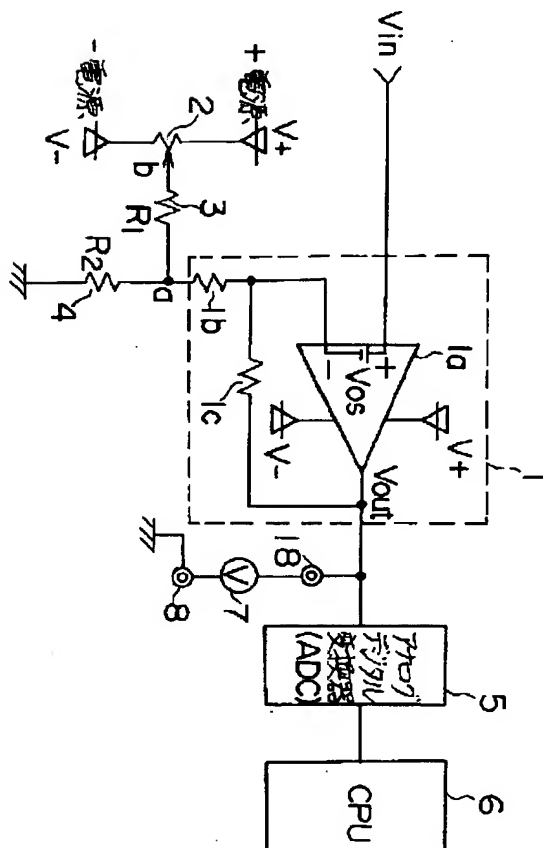 Vin
+電源
V+
2
-電源
V-
b
3
R1
a
R2
4
1b
1c
1a
+
-
Vos
V+
V-
Vout
1
18
V
7
8
アナログ
デジタル
変換器
(ADC)
5
CPU
6